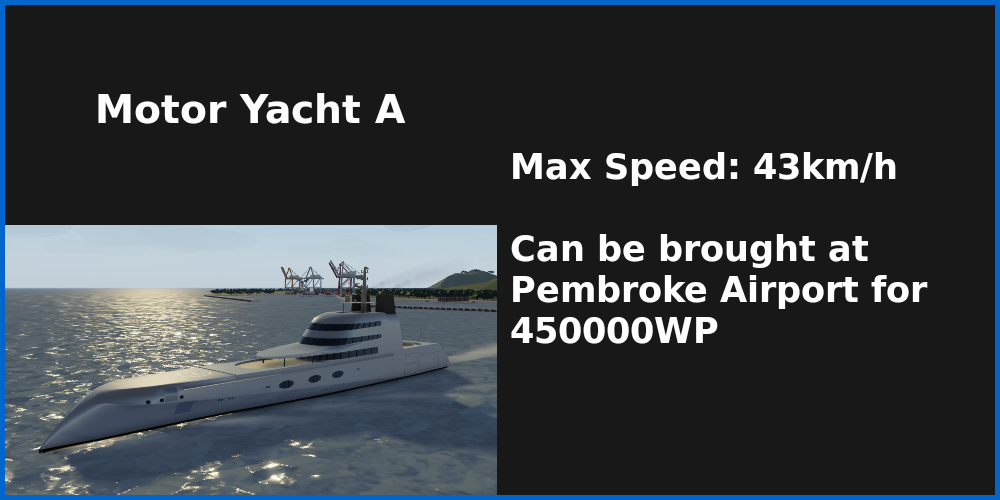 Motor Yacht A
Max Speed: 43km/h
Can be brought at
Pembroke Airport for
450000WP